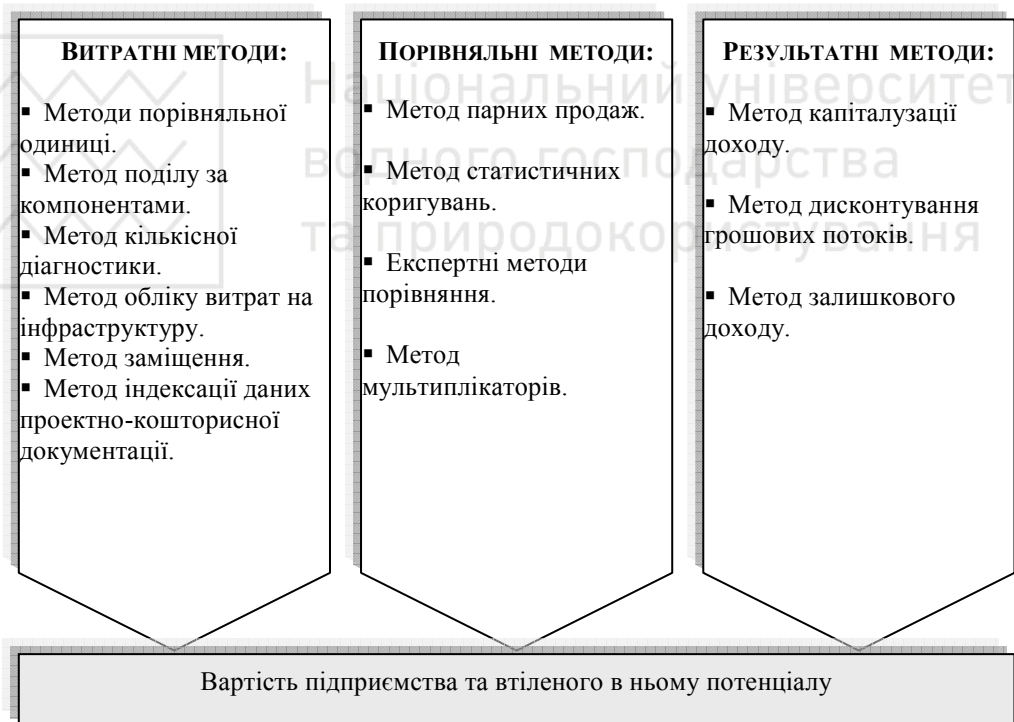 ВИТРАТНІ МЕТОДИ:
▪ Методи порівняльної
одиниці.
▪ Метод поділу за
компонентами.
▪ Метод кількісної
діагностики.
▪ Метод обліку витрат на
інфраструктуру.
▪ Метод заміщення.
▪ Метод індексації даних
проектно-кошторисної
документації.
ПОРІВНЯЛЬНІ МЕТОДИ:
▪ Метод парних продаж.
▪ Метод статистичних
коригувань.
▪ Експертні методи
порівняння.
▪ Метод
мультиплікаторів.
РЕЗУЛЬТАТНІ МЕТОДИ:
▪ Метод капіталузації
доходу.
▪ Метод дисконтування
грошових потоків.
▪ Метод залишкового
доходу.
Вартість підприємства та втіленого в ньому потенціалу
Національний університет
водного господарства
та природокористування